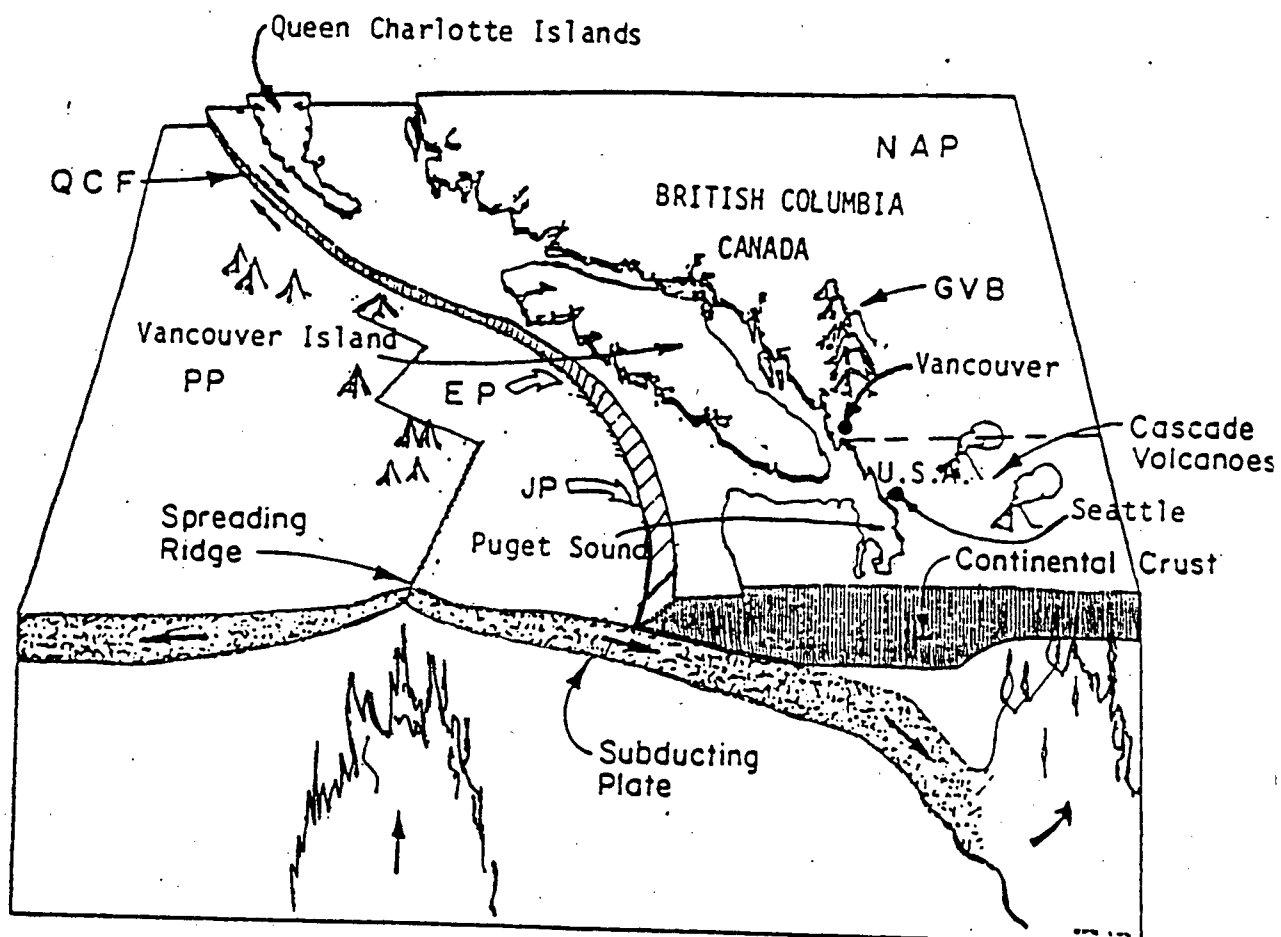 Queen Charlotte Islands
NAP
QCF
BRITISH COLUMBIA
CANADA
GVB
Vancouver Island
Vancouver
PP
EP
Cascade
Volcanoes
U.S.A.
JP
Seattle
Spreading
Ridge
Puget Sound
Continental Crust
Subducting
Plate